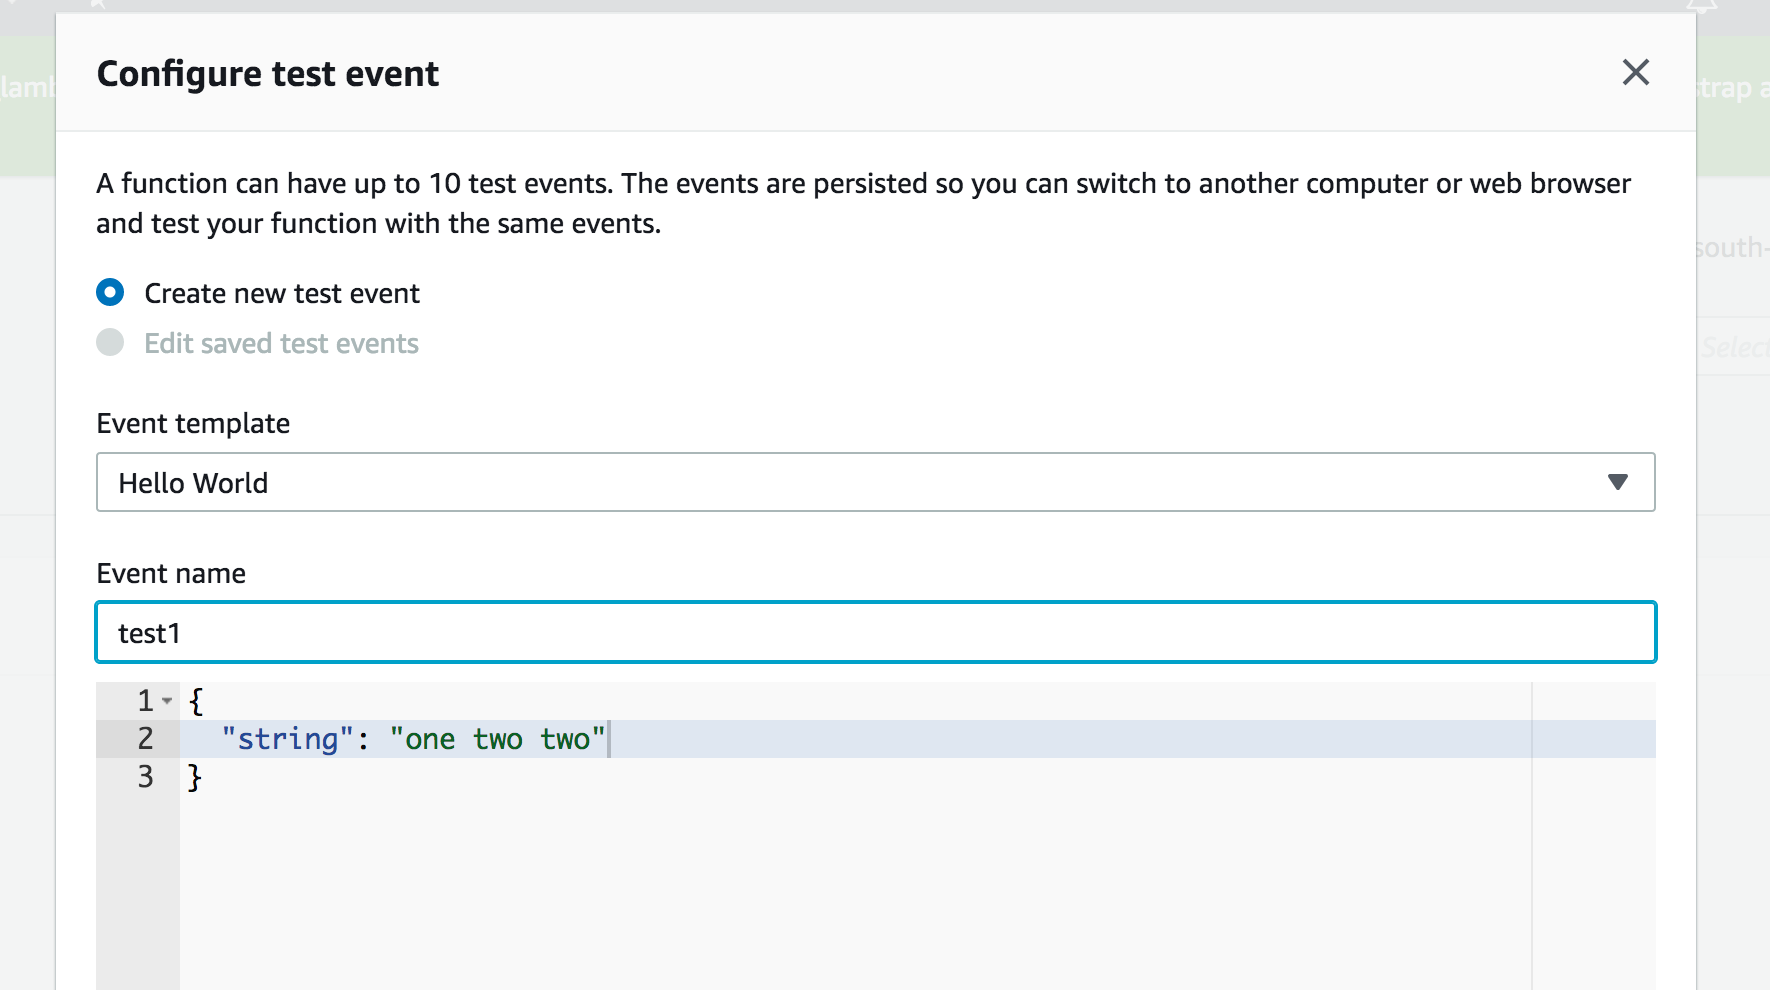 Configure test event
A function can have up to 10 test events. The events are persisted so you can switch to another computer or web browser
and test your function with the same events.
Create new test event
Edit saved test events
Event template
Hello World
Event name
test1
1 {
2 "string": "one two two"
3 }
south-
Select